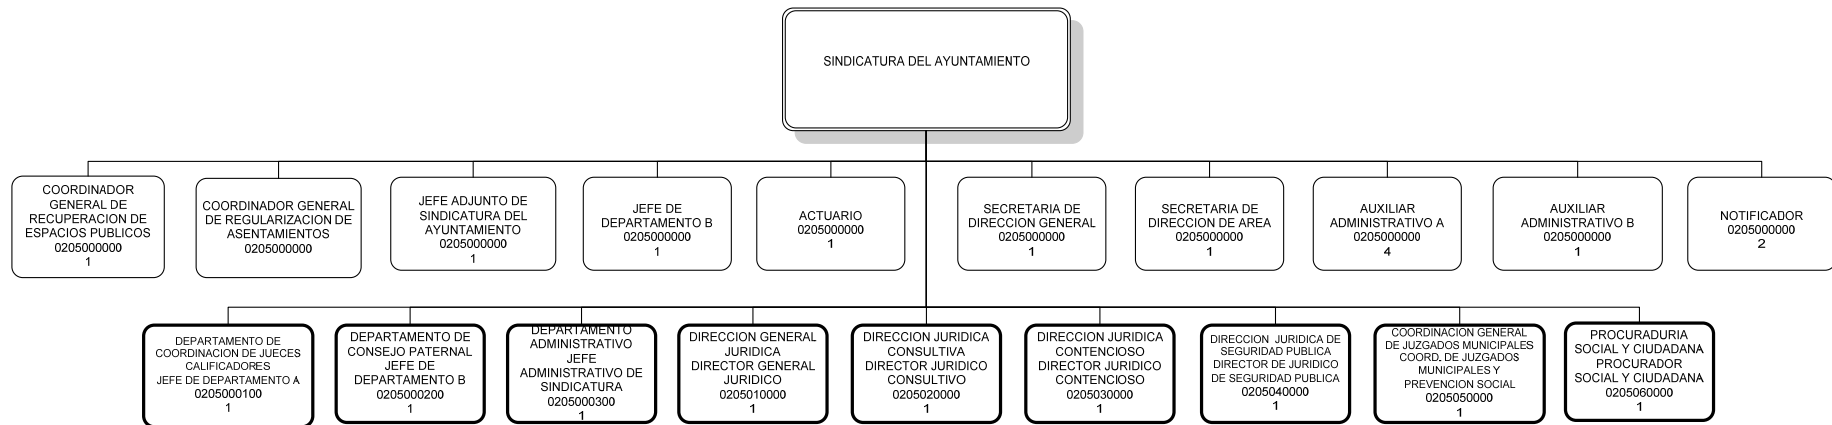 SINDICATURA DEL AYUNTAMIENTO
COORDINADOR
GENERAL DE
RECUPERACION DE
ESPACIOS PUBLICOS
0205000000
1
COORDINADOR GENERAL
DE REGULARIZACION DE
ASENTAMIENTOS
0205000000
JEFE ADJUNTO DE
SINDICATURA DEL
AYUNTAMIENTO
0205000000
1
JEFE DE
DEPARTAMENTO B
0205000000
1
ACTUARIO
0205000000
1
SECRETARIA DE
DIRECCION GENERAL
0205000000
1
SECRETARIA DE
DIRECCION DE AREA
0205000000
1
AUXILIAR
ADMINISTRATIVO A
0205000000
4
AUXILIAR
ADMINISTRATIVO B
0205000000
1
NOTIFICADOR
0205000000
2
DEPARTAMENTO DE
COORDINACION DE JUECES
CALIFICADORES
JEFE DE DEPARTAMENTO A
0205000100
1
DEPARTAMENTO DE
CONSEJO PATERNAL
JEFE DE
DEPARTAMENTO B
0205000200
1
DEPARTAMENTO
ADMINISTRATIVO
JEFE
ADMINISTRATIVO DE
SINDICATURA
0205000300
1
DIRECCION GENERAL
JURIDICA
DIRECTOR GENERAL
JURIDICO
0205010000
1
DIRECCION JURIDICA
CONSULTIVA
DIRECTOR JURIDICO
CONSULTIVO
0205020000
1
DIRECCION JURIDICA
CONTENCIOSO
DIRECTOR JURIDICO
CONTENCIOSO
0205030000
1
DIRECCION JURIDICA DE
SEGURIDAD PUBLICA
DIRECTOR DE JURIDICO
DE SEGURIDAD PUBLICA
0205040000
1
COORDINACION GENERAL
DE JUZGADOS MUNICIPALES
COORD. DE JUZGADOS
MUNICIPALES Y
PREVENCION SOCIAL
0205050000
1
PROCURADURIA
SOCIAL Y CIUDADANA
PROCURADOR
SOCIAL Y CIUDADANA
0205060000
1